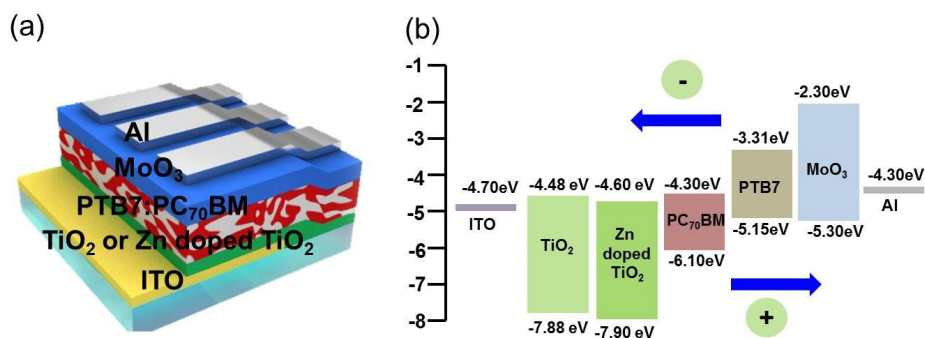 (a)
Al
MoO₃
PTB7:PC₇₀BM
TiO₂ or Zn doped TiO₂
ITO
(b)
-1
-2
-3
-4
-5
-6
-7
-8
-
-2.30eV
-3.31eV
-4.70eV
-4.48 eV
-4.60 eV
-4.30eV
-4.30eV
ITO
TiO₂
Zn
doped
TiO₂
PC₇₀BM
PTB7
MoO₃
Al
-5.15eV
-5.30eV
-6.10eV
-7.88 eV
-7.90 eV
+